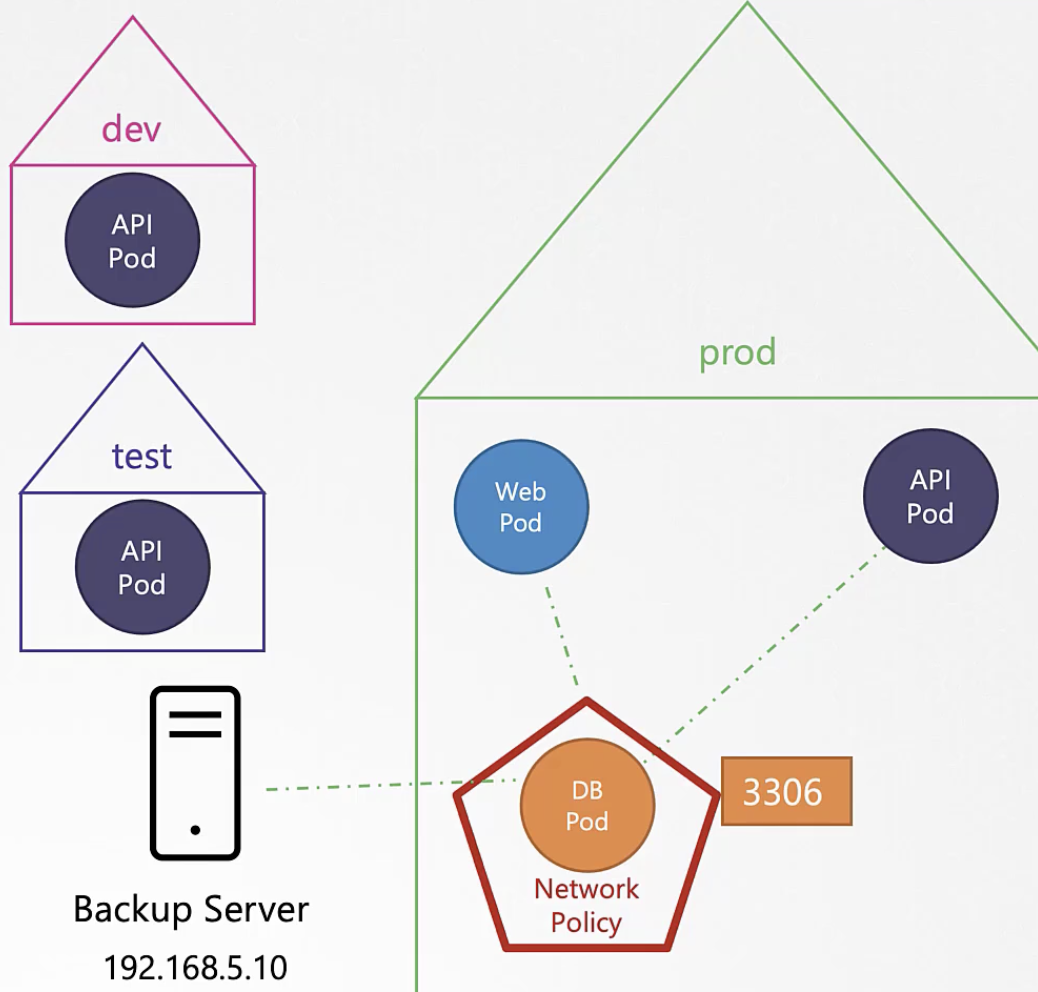 dev
API
Pod
test
API
Pod
Backup Server
192.168.5.10
prod
Web
Pod
API
Pod
DB
Pod
Network
Policy
3306